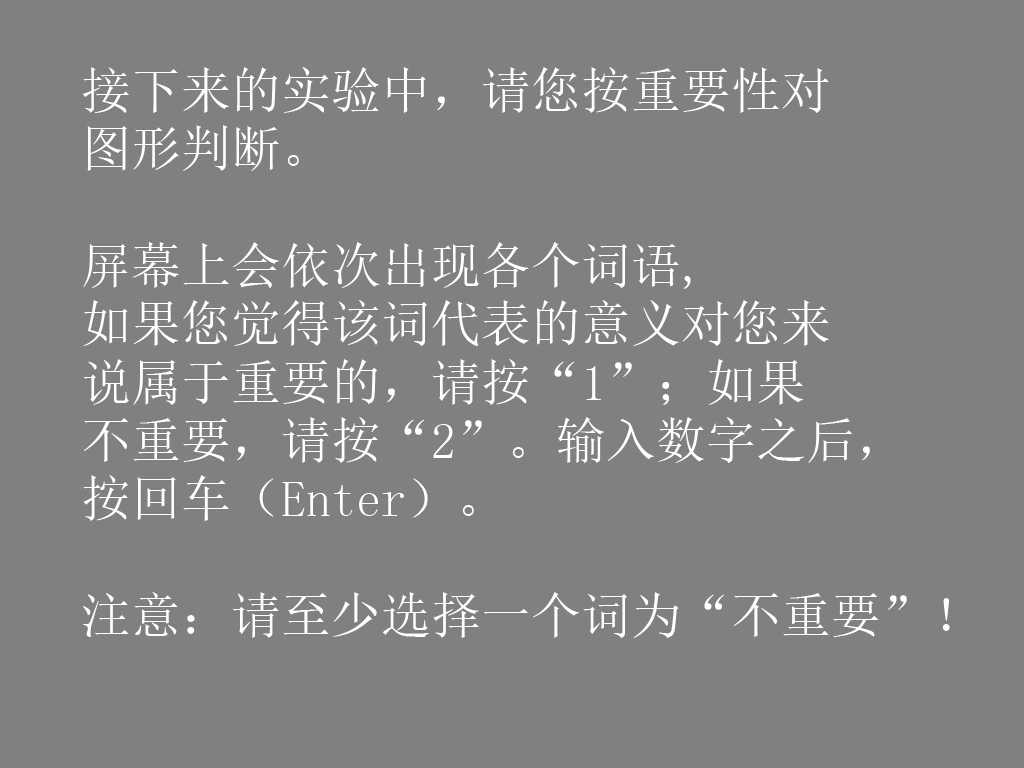 接下来的实验中，请您按重要性对
图形判断。
屏幕上会依次出现各个词语,
如果您觉得该词代表的意义对您来
说属于重要的，请按“1”；如果
不重要，请按“2”。输入数字之后，
按回车（Enter）。
注意：请至少选择一个词为“不重要”！